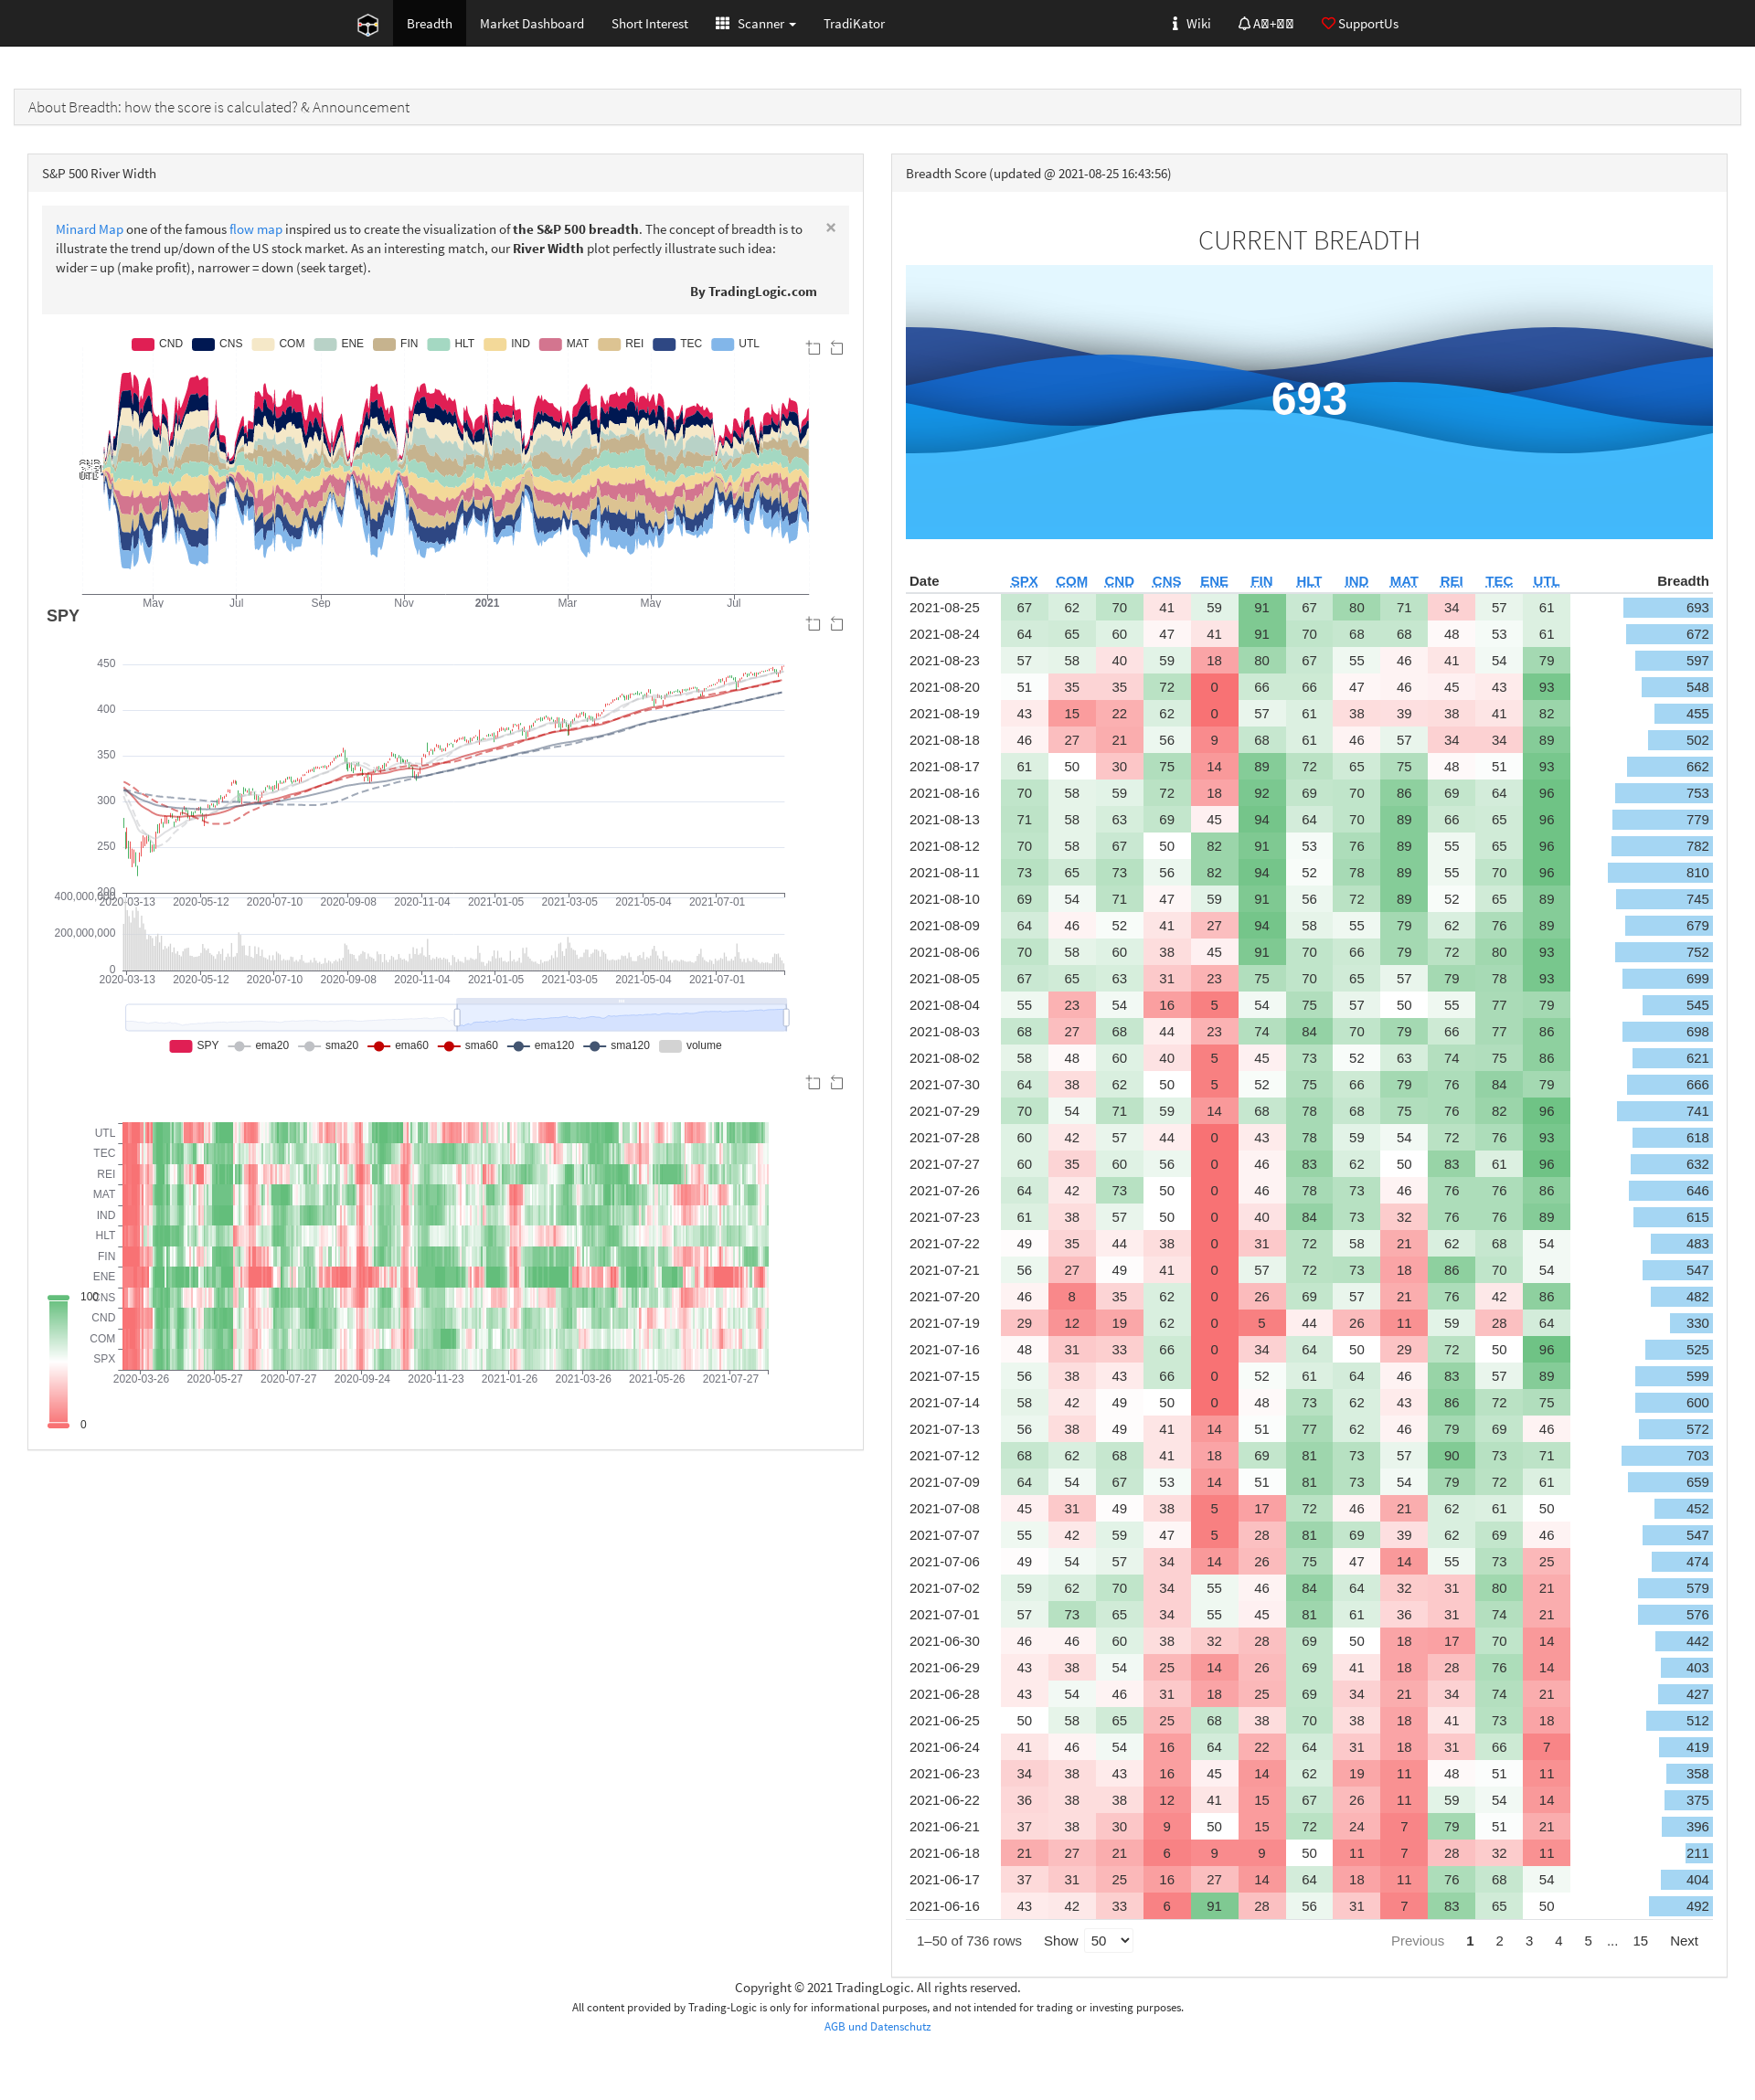 Breadth Market Dashboard Short Interest Scanner TradiKator Wiki SupportUs
About Breadth: how the score is calculated? & Announcement
S&P 500 River Width
Minard Map one of the famous flow map inspired us to create the visualization of the S&P 500 breadth. The concept of breadth is to ×
illustrate the trend up/down of the US stock market. As an interesting match, our River Width plot perfectly illustrate such idea:
wider = up (make profit), narrower = down (seek target).
By TradingLogic.com
CND CNS COM ENE FIN HLT IND MAT REI TEC UTL
UTL
May Jul Sep Nov 2021 Mar May Jul
SPY
450
400
350
300
250
200
2020-03-13 2020-05-12 2020-07-10 2020-09-08 2020-11-04 2021-01-05 2021-03-05 2021-05-04 2021-07-01
400,000,000
200,000,000
0
2020-03-13 2020-05-12 2020-07-10 2020-09-08 2020-11-04 2021-01-05 2021-03-05 2021-05-04 2021-07-01
SPY ema20 sma20 ema60 sma60 ema120 sma120 volume
UTL
TEC
REI
MAT
IND
HLT
FIN
ENE
CNS
CND
COM
SPX
2020-03-26 2020-05-27 2020-07-27 2020-09-24 2020-11-23 2021-01-26 2021-03-26 2021-05-26 2021-07-27
100
0
Breadth Score (updated @ 2021-08-25 16:43:56)
CURRENT BREADTH
693
Date SPX COM CND CNS ENE FIN HLT IND MAT REI TEC UTL Breadth
2021-08-25 67 62 70 41 59 91 67 80 71 34 57 61 693
2021-08-24 64 65 60 47 41 91 70 68 68 48 53 61 672
2021-08-23 57 58 40 59 18 80 67 55 46 41 54 79 597
2021-08-20 51 35 35 72 0 66 66 47 46 45 43 93 548
2021-08-19 43 15 22 62 0 57 61 38 39 38 41 82 455
2021-08-18 46 27 21 56 9 68 61 46 57 34 34 89 502
2021-08-17 61 50 30 75 14 89 72 65 75 48 51 93 662
2021-08-16 70 58 59 72 18 92 69 70 86 69 64 96 753
2021-08-13 71 58 63 69 45 94 64 70 89 66 65 96 779
2021-08-12 70 58 67 50 82 91 53 76 89 55 65 96 782
2021-08-11 73 65 73 56 82 94 52 78 89 55 70 96 810
2021-08-10 69 54 71 47 59 91 56 72 89 52 65 89 745
2021-08-09 64 46 52 41 27 94 58 55 79 62 76 89 679
2021-08-06 70 58 60 38 45 91 70 66 79 72 80 93 752
2021-08-05 67 65 63 31 23 75 70 65 57 79 78 93 699
2021-08-04 55 23 54 16 5 54 75 57 50 55 77 79 545
2021-08-03 68 27 68 44 23 74 84 70 79 66 77 86 698
2021-08-02 58 48 60 40 5 45 73 52 63 74 75 86 621
2021-07-30 64 38 62 50 5 52 75 66 79 76 84 79 666
2021-07-29 70 54 71 59 14 68 78 68 75 76 82 96 741
2021-07-28 60 42 57 44 0 43 78 59 54 72 76 93 618
2021-07-27 60 35 60 56 0 46 83 62 50 83 61 96 632
2021-07-26 64 42 73 50 0 46 78 73 46 76 76 86 646
2021-07-23 61 38 57 50 0 40 84 73 32 76 76 89 615
2021-07-22 49 35 44 38 0 31 72 58 21 62 68 54 483
2021-07-21 56 27 49 41 0 57 72 73 18 86 70 54 547
2021-07-20 46 8 35 62 0 26 69 57 21 76 42 86 482
2021-07-19 29 12 19 62 0 5 44 26 11 59 28 64 330
2021-07-16 48 31 33 66 0 34 64 50 29 72 50 96 525
2021-07-15 56 38 43 66 0 52 61 64 46 83 57 89 599
2021-07-14 58 42 49 50 0 48 73 62 43 86 72 75 600
2021-07-13 56 38 49 41 14 51 77 62 46 79 69 46 572
2021-07-12 68 62 68 41 18 69 81 73 57 90 73 71 703
2021-07-09 64 54 67 53 14 51 81 73 54 79 72 61 659
2021-07-08 45 31 49 38 5 17 72 46 21 62 61 50 452
2021-07-07 55 42 59 47 5 28 81 69 39 62 69 46 547
2021-07-06 49 54 57 34 14 26 75 47 14 55 73 25 474
2021-07-02 59 62 70 34 55 46 84 64 32 31 80 21 579
2021-07-01 57 73 65 34 55 45 81 61 36 31 74 21 576
2021-06-30 46 46 60 38 32 28 69 50 18 17 70 14 442
2021-06-29 43 38 54 25 14 26 69 41 18 28 76 14 403
2021-06-28 43 54 46 31 18 25 69 34 21 34 74 21 427
2021-06-25 50 58 65 25 68 38 70 38 18 41 73 18 512
2021-06-24 41 46 54 16 64 22 64 31 18 31 66 7 419
2021-06-23 34 38 43 16 45 14 62 19 11 48 51 11 358
2021-06-22 36 38 38 12 41 15 67 26 11 59 54 14 375
2021-06-21 37 38 30 9 50 15 72 24 7 79 51 21 396
2021-06-18 21 27 21 6 9 9 50 11 7 28 32 11 211
2021-06-17 37 31 25 16 27 14 64 18 11 76 68 54 404
2021-06-16 43 42 33 6 91 28 56 31 7 83 65 50 492
1–50 of 736 rows Show 50 Previous 1 2 3 4 5 ... 15 Next
Copyright © 2021 TradingLogic. All rights reserved.
All content provided by Trading-Logic is only for informational purposes, and not intended for trading or investing purposes.
AGB und Datenschutz